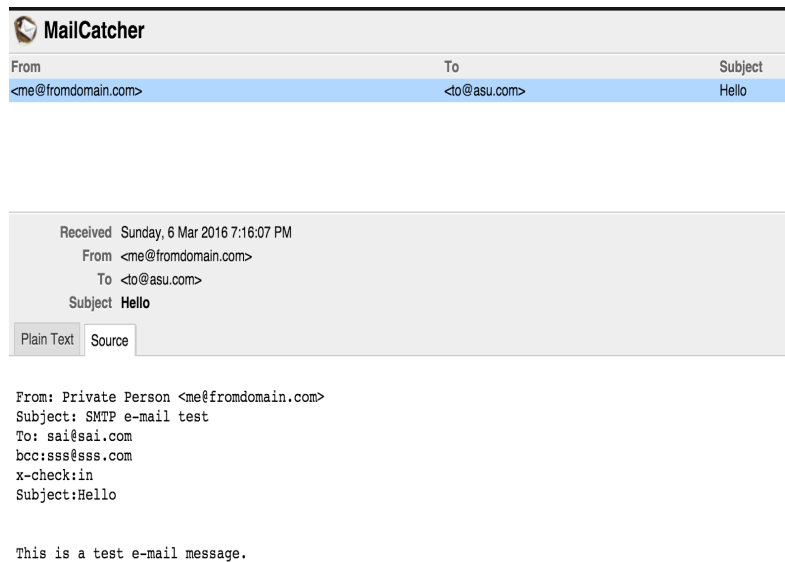 MailCatcher
From To Subject
<me@fromdomain.com> <to@asu.com> Hello
Received Sunday, 6 Mar 2016 7:16:07 PM
From <me@fromdomain.com>
To <to@asu.com>
Subject Hello
Plain Text Source
From: Private Person <me@fromdomain.com>
Subject: SMTP e-mail test
To: sai@sai.com
bcc:sss@sss.com
x-check:in
Subject:Hello
This is a test e-mail message.